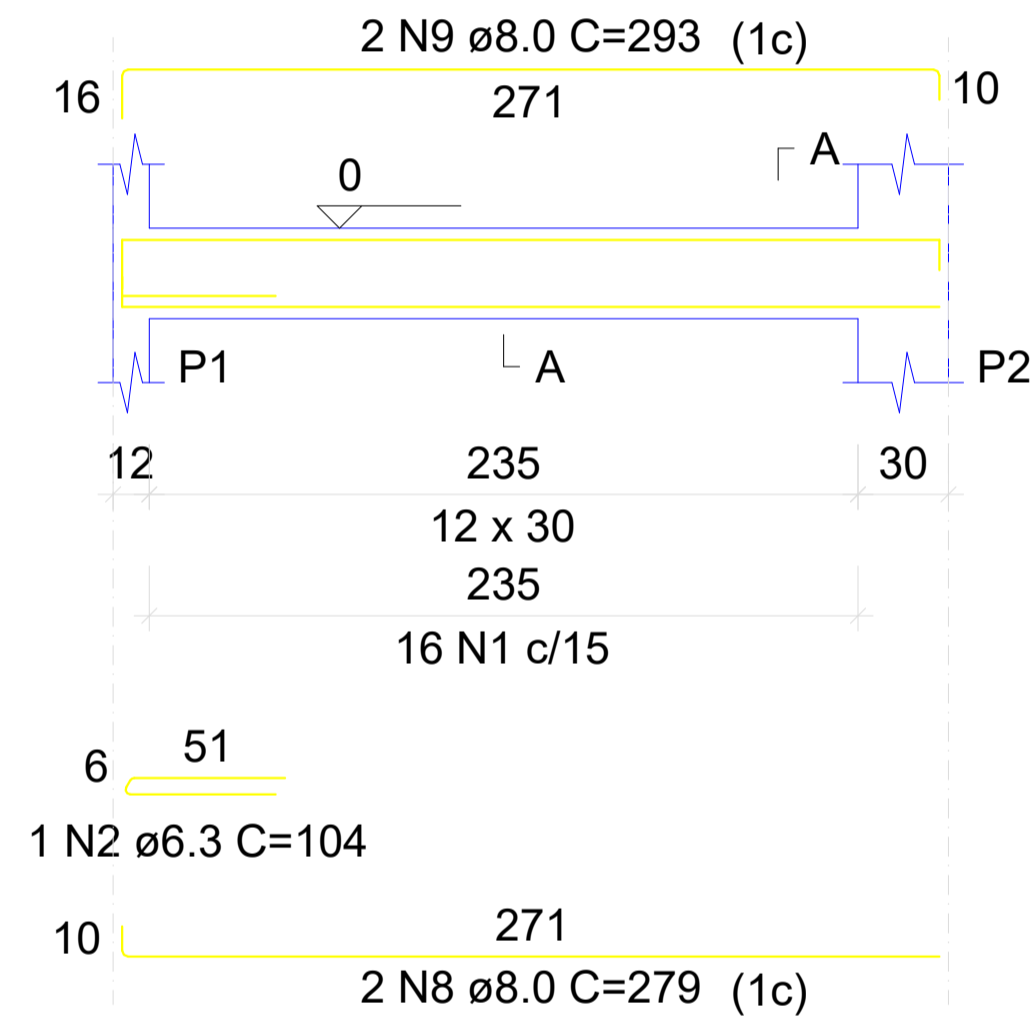 2 N9 ø8.0 C=293 (1c)
16
271
10
A
0
P1
A
P2
12
235
30
12 x 30
235
16 N1 c/15
51
6
1 N2 ø6.3 C=104
271
10
2 N8 ø8.0 C=279 (1c)